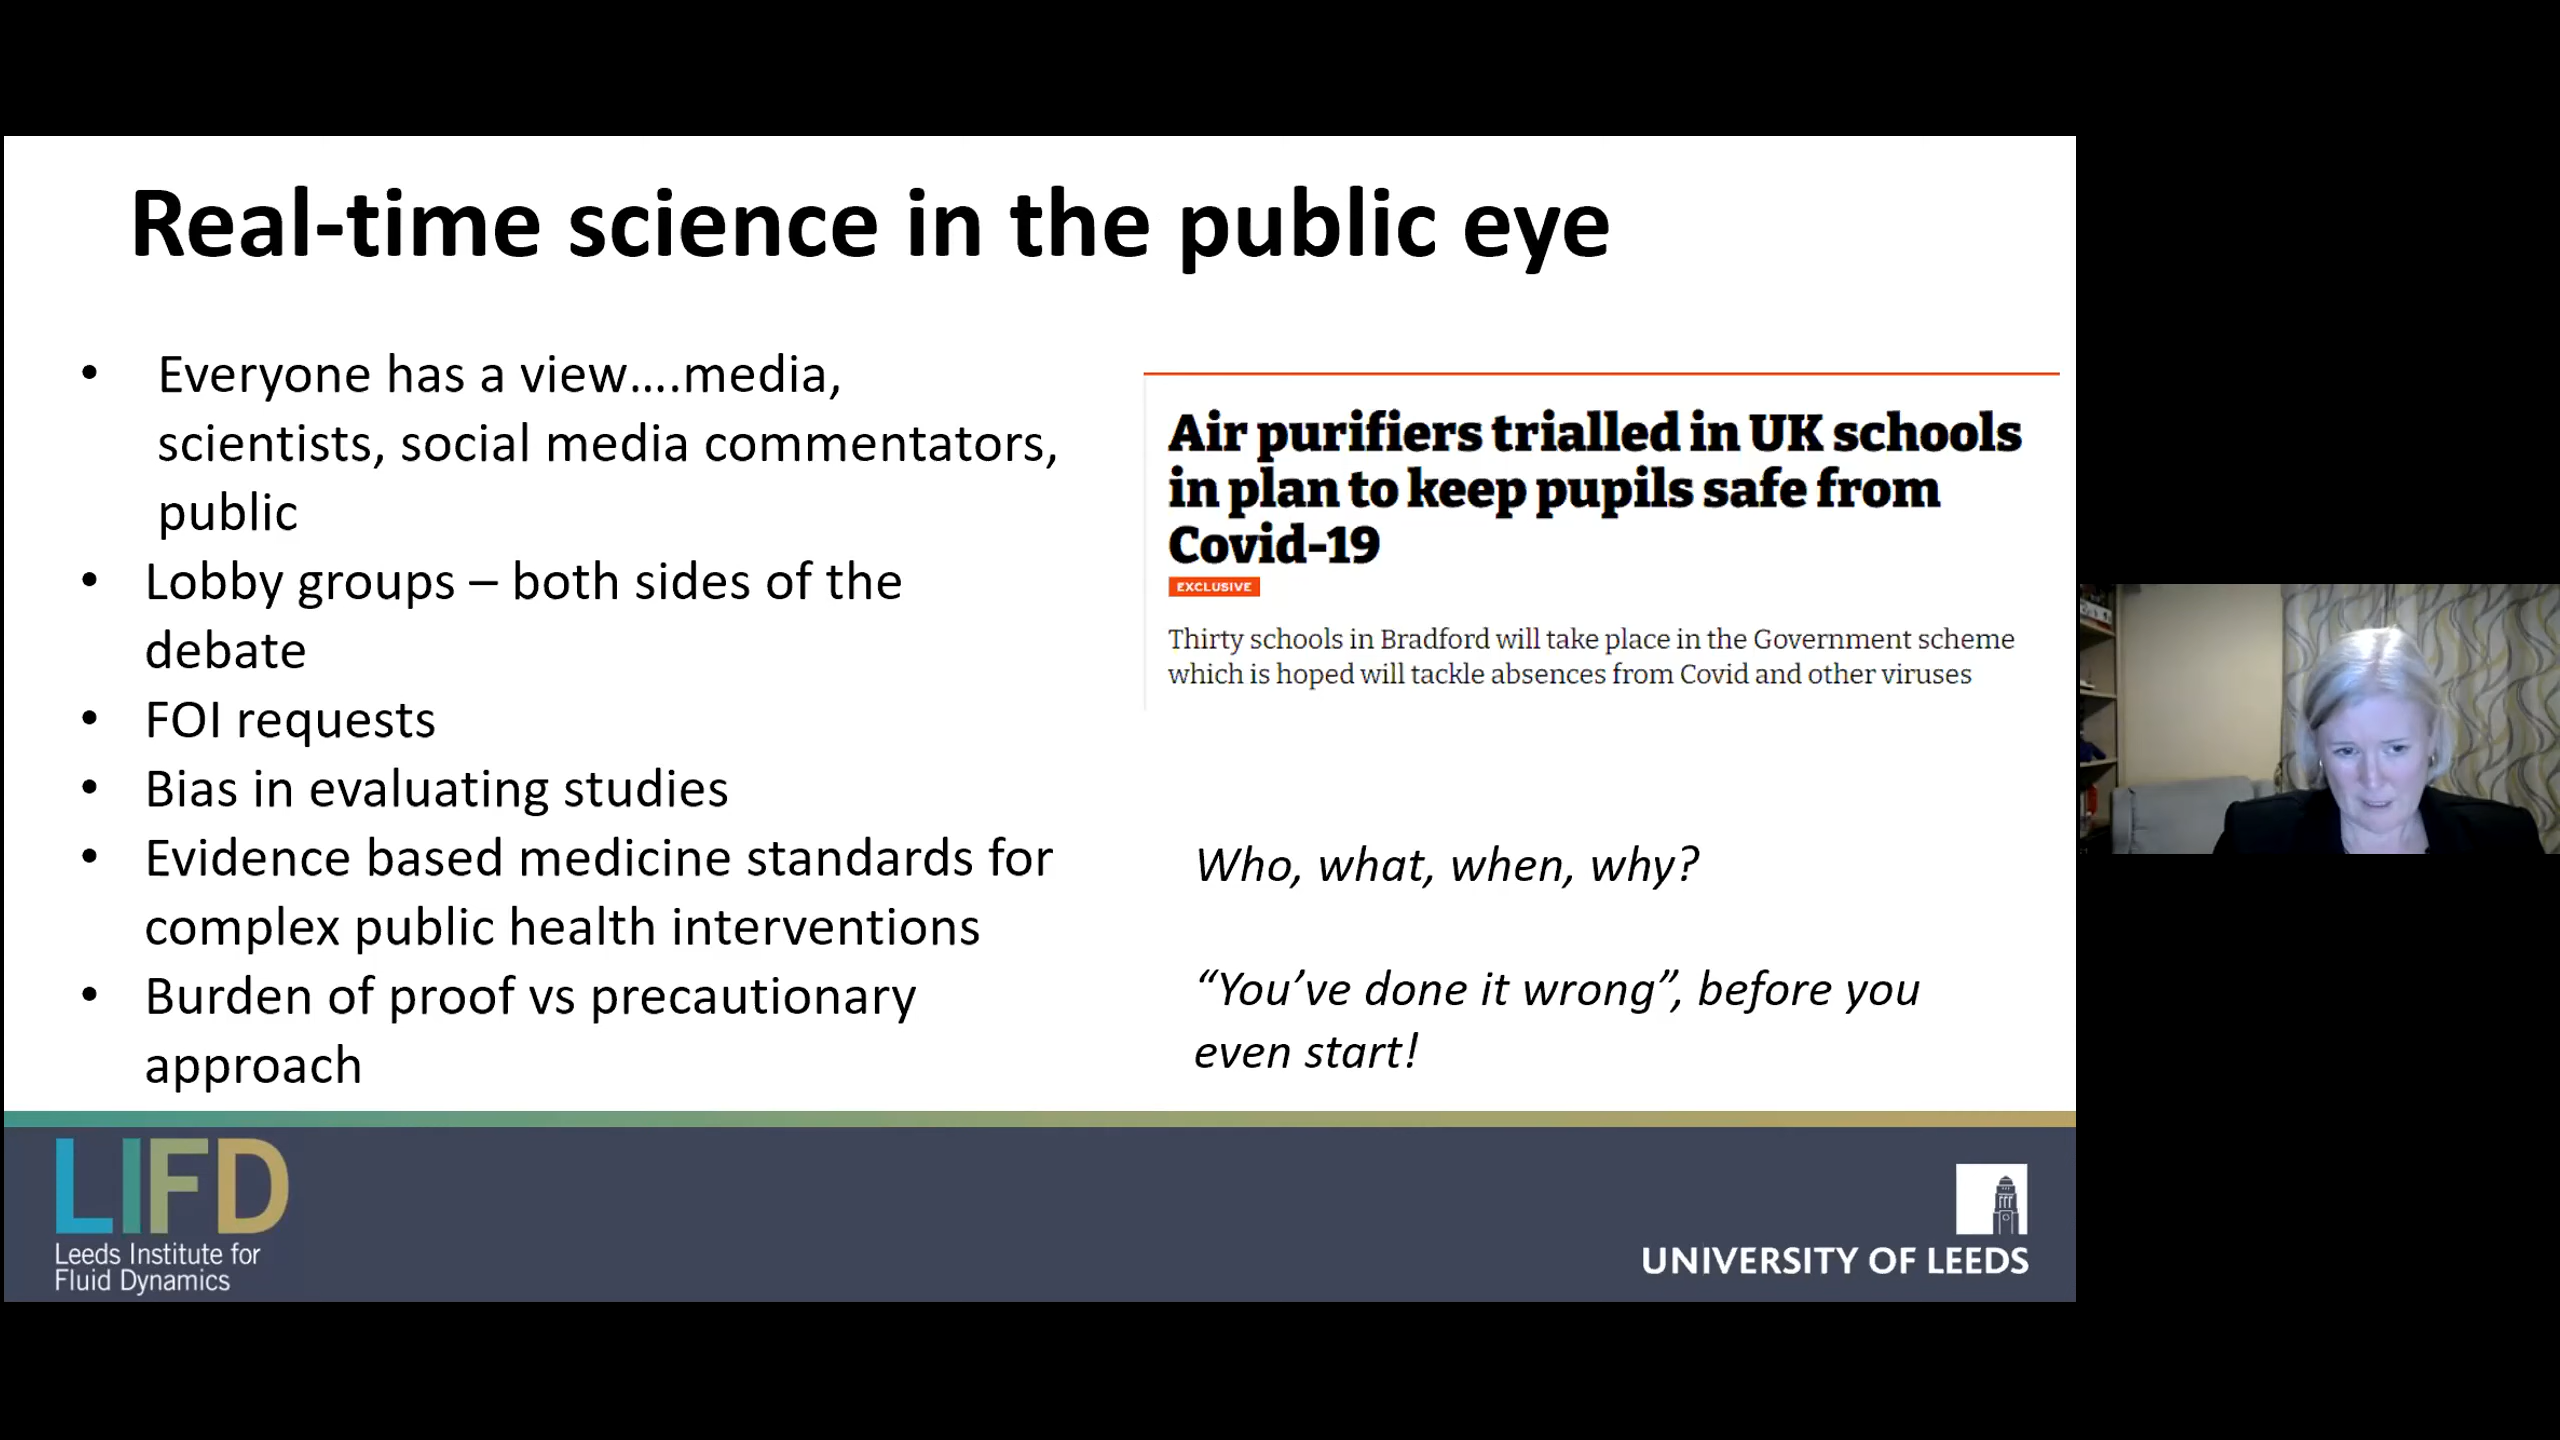 Real-time science in the public eye
• Everyone has a view….media,
scientists, social media commentators,
public
• Lobby groups – both sides of the
debate
• FOI requests
• Bias in evaluating studies
• Evidence based medicine standards for
complex public health interventions
• Burden of proof vs precautionary
approach
Air purifiers trialled in UK schools
in plan to keep pupils safe from
Covid-19
EXCLUSIVE
Thirty schools in Bradford will take place in the Government scheme
which is hoped will tackle absences from Covid and other viruses
Who, what, when, why?
“You’ve done it wrong”, before you
even start!
LIFD
Leeds Institute for
Fluid Dynamics
UNIVERSITY OF LEEDS